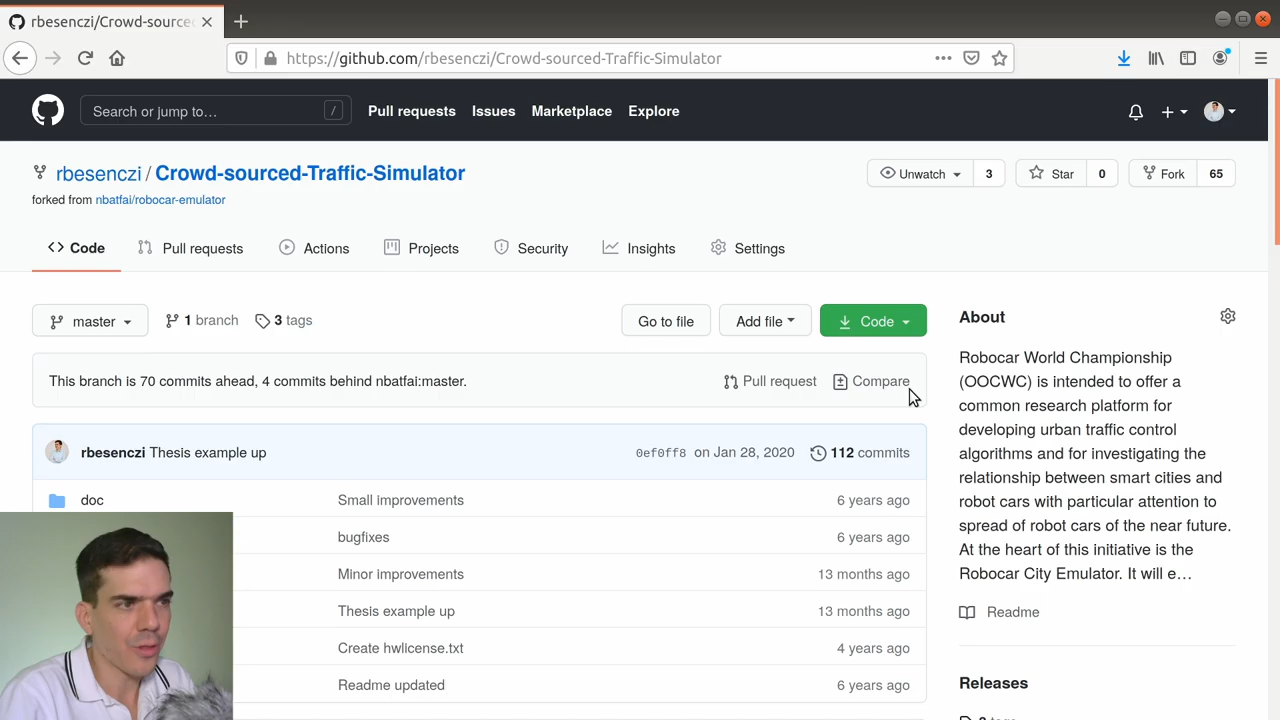 rbesenczi/Crowd-source
https://github.com/rbesenczi/Crowd-sourced-Traffic-Simulator
Search or jump to… /
Pull requests
Issues
Marketplace
Explore
rbesenczi / Crowd-sourced-Traffic-Simulator
Unwatch 3
Star 0
Fork 65
forked from nbatfai/robocar-emulator
Code
Pull requests
Actions
Projects
Security
Insights
Settings
master
1 branch
3 tags
Go to file
Add file
Code
This branch is 70 commits ahead, 4 commits behind nbatfai:master.
Pull request
Compare
rbesenczi Thesis example up
0ef0ff8 on Jan 28, 2020
112 commits
doc Small improvements 6 years ago
bugfixes 6 years ago
Minor improvements 13 months ago
Thesis example up 13 months ago
Create hwlicense.txt 4 years ago
Readme updated 6 years ago
About
Robocar World Championship
(OOCWC) is intended to offer a
common research platform for
developing urban traffic control
algorithms and for investigating the
relationship between smart cities and
robot cars with particular attention to
spread of robot cars of the near future.
At the heart of this initiative is the
Robocar City Emulator. It will e…
Readme
Releases